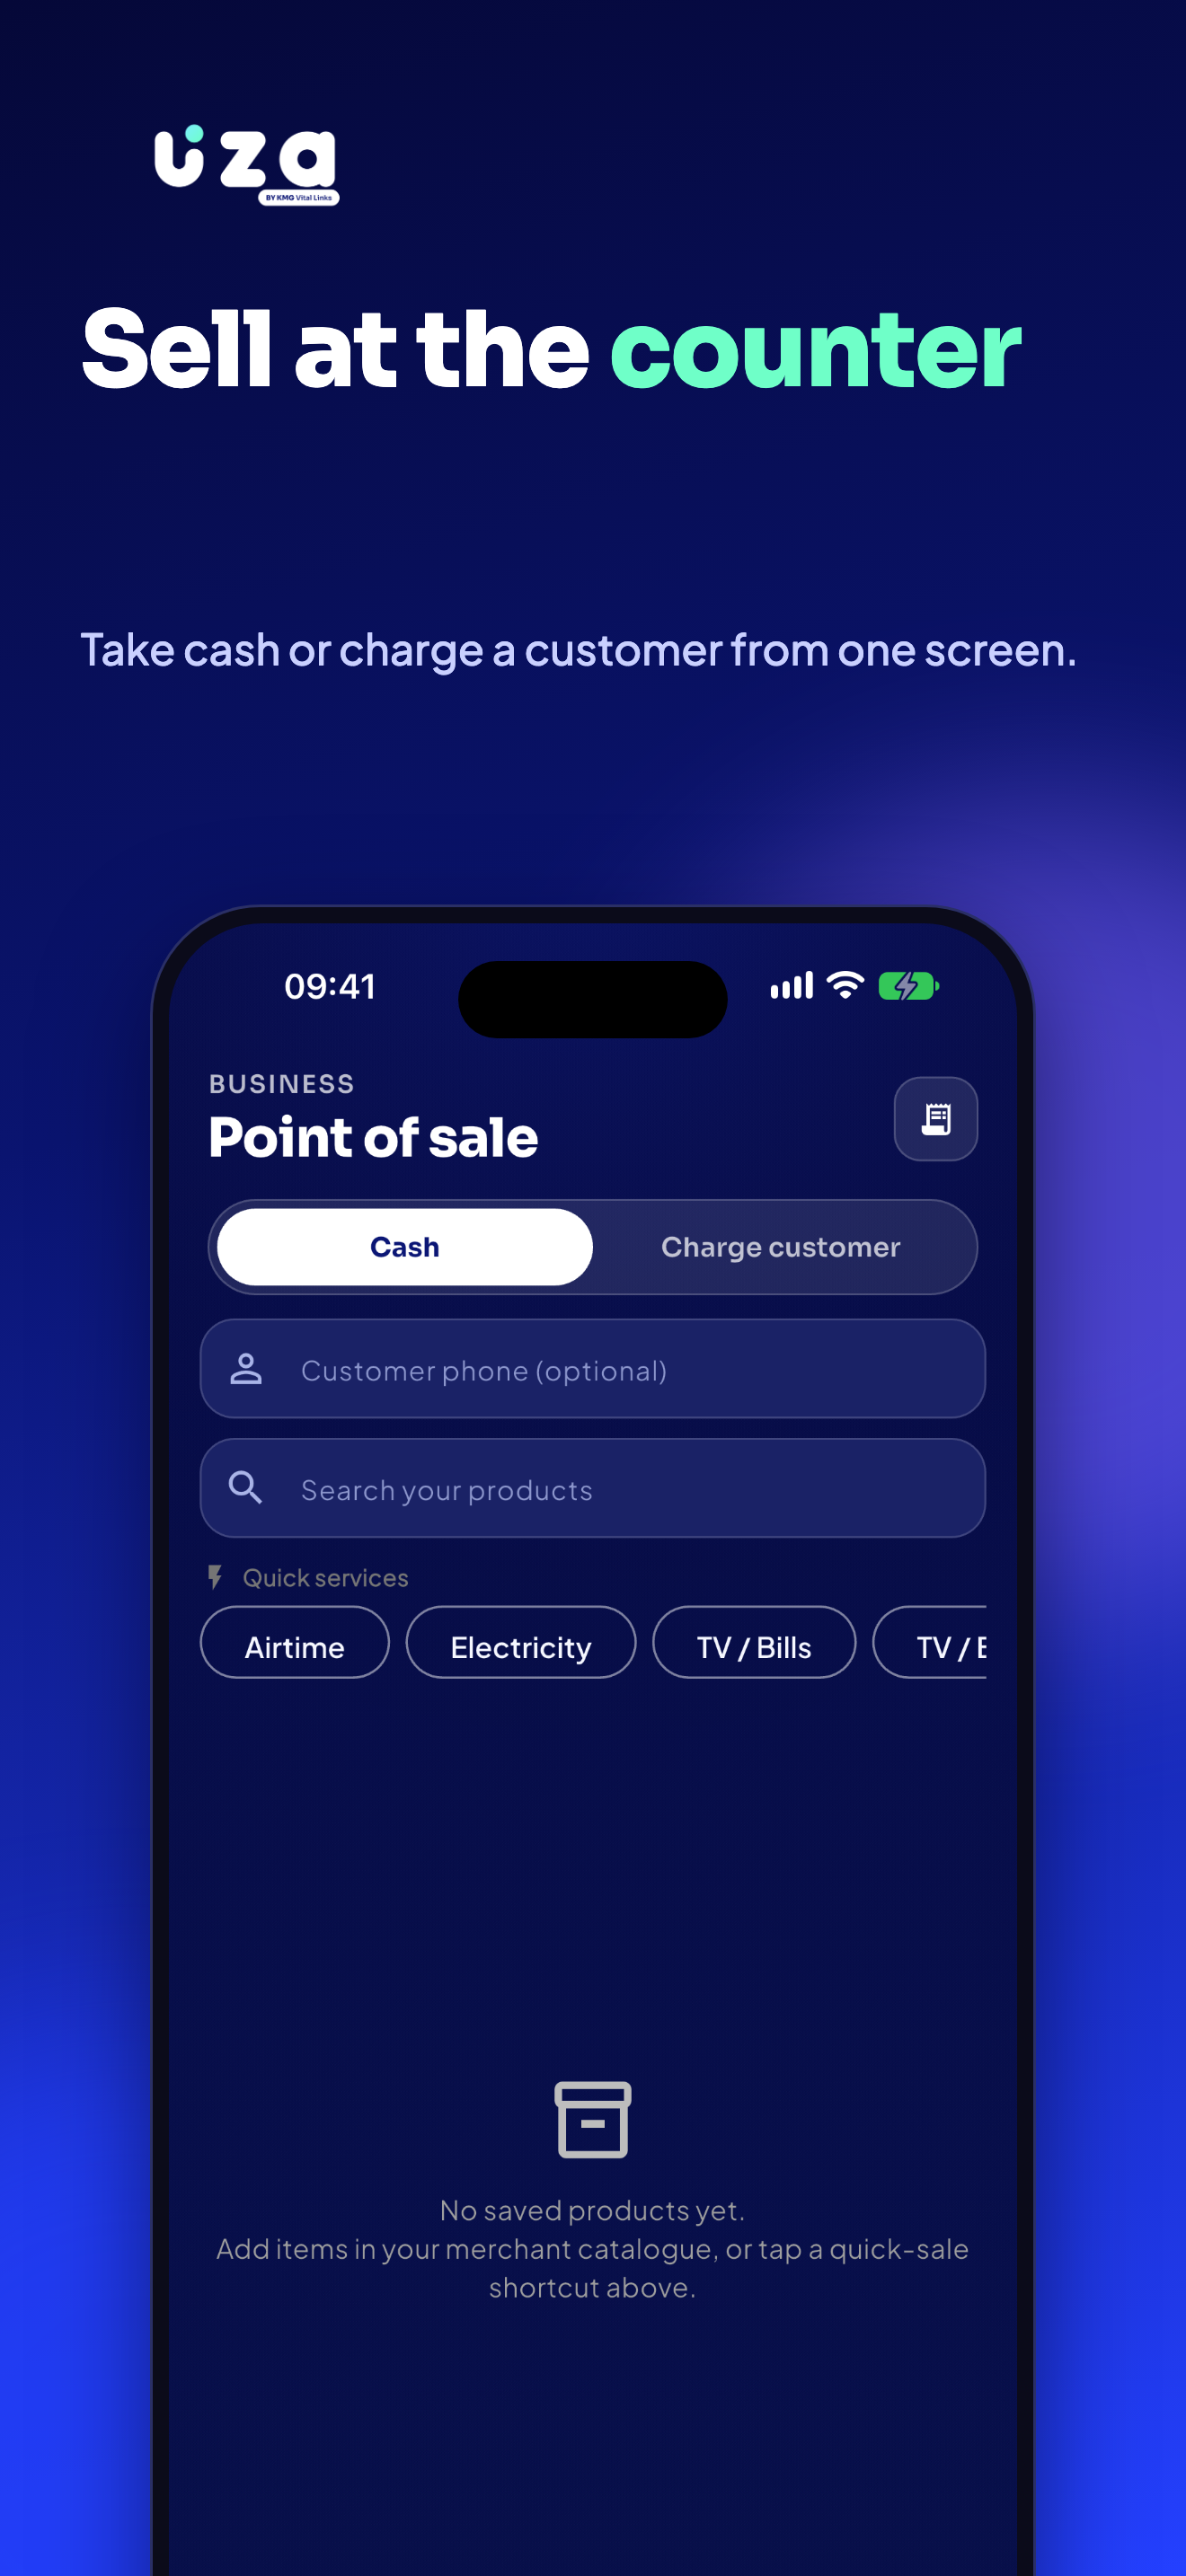 uza
BY KMG Vital Links
Sell at the counter
Take cash or charge a customer from one screen.
09:41
BUSINESS
Point of sale
Cash
Charge customer
Customer phone (optional)
Search your products
Quick services
Airtime
Electricity
TV / Bills
TV /
No saved products yet.
Add items in your merchant catalogue, or tap a quick-sale
shortcut above.